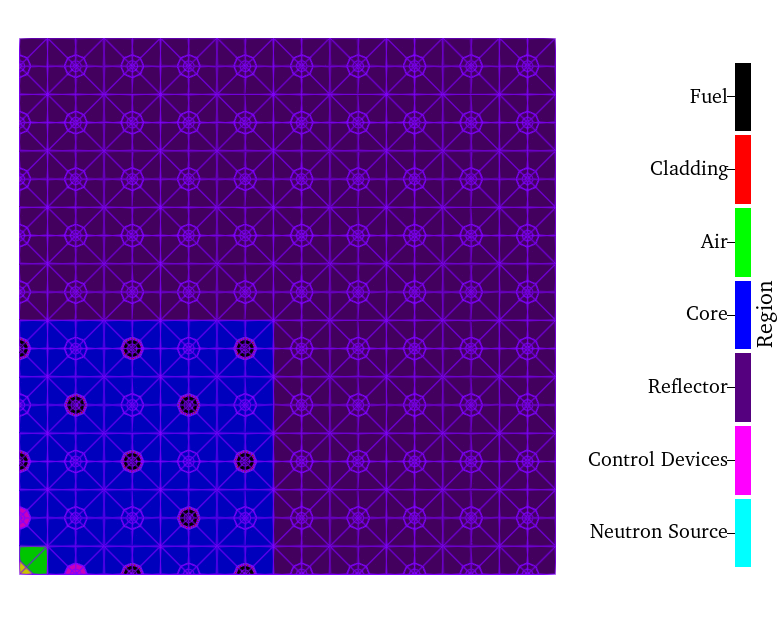 Fuel
Cladding
Air
Core
Reflector
Control Devices
Neutron Source
Region